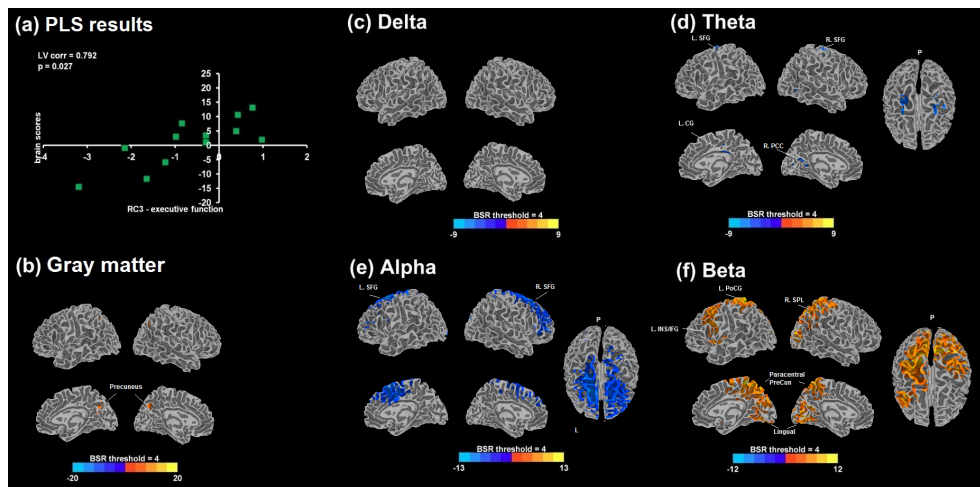 (a) PLS results
LV corr = 0.792
p = 0.027
brain scores
25
20
15
10
5
0
-5
-10
-15
-20
-4
-3
-2
-1
0
1
2
RC3 - executive function
(b) Gray matter
Precuneus
BSR threshold = 4
-20
20
(c) Delta
BSR threshold = 4
-9
9
(d) Theta
L. SFG
R. SFG
P
L. CG
R. PCC
BSR threshold = 4
-9
9
(e) Alpha
L. SFG
R. SFG
P
L
BSR threshold = 4
-13
13
(f) Beta
L. PoCG
R. SPL
P
L. INS/IFG
Paracentral
PreCun
Lingual
BSR threshold = 4
-12
12